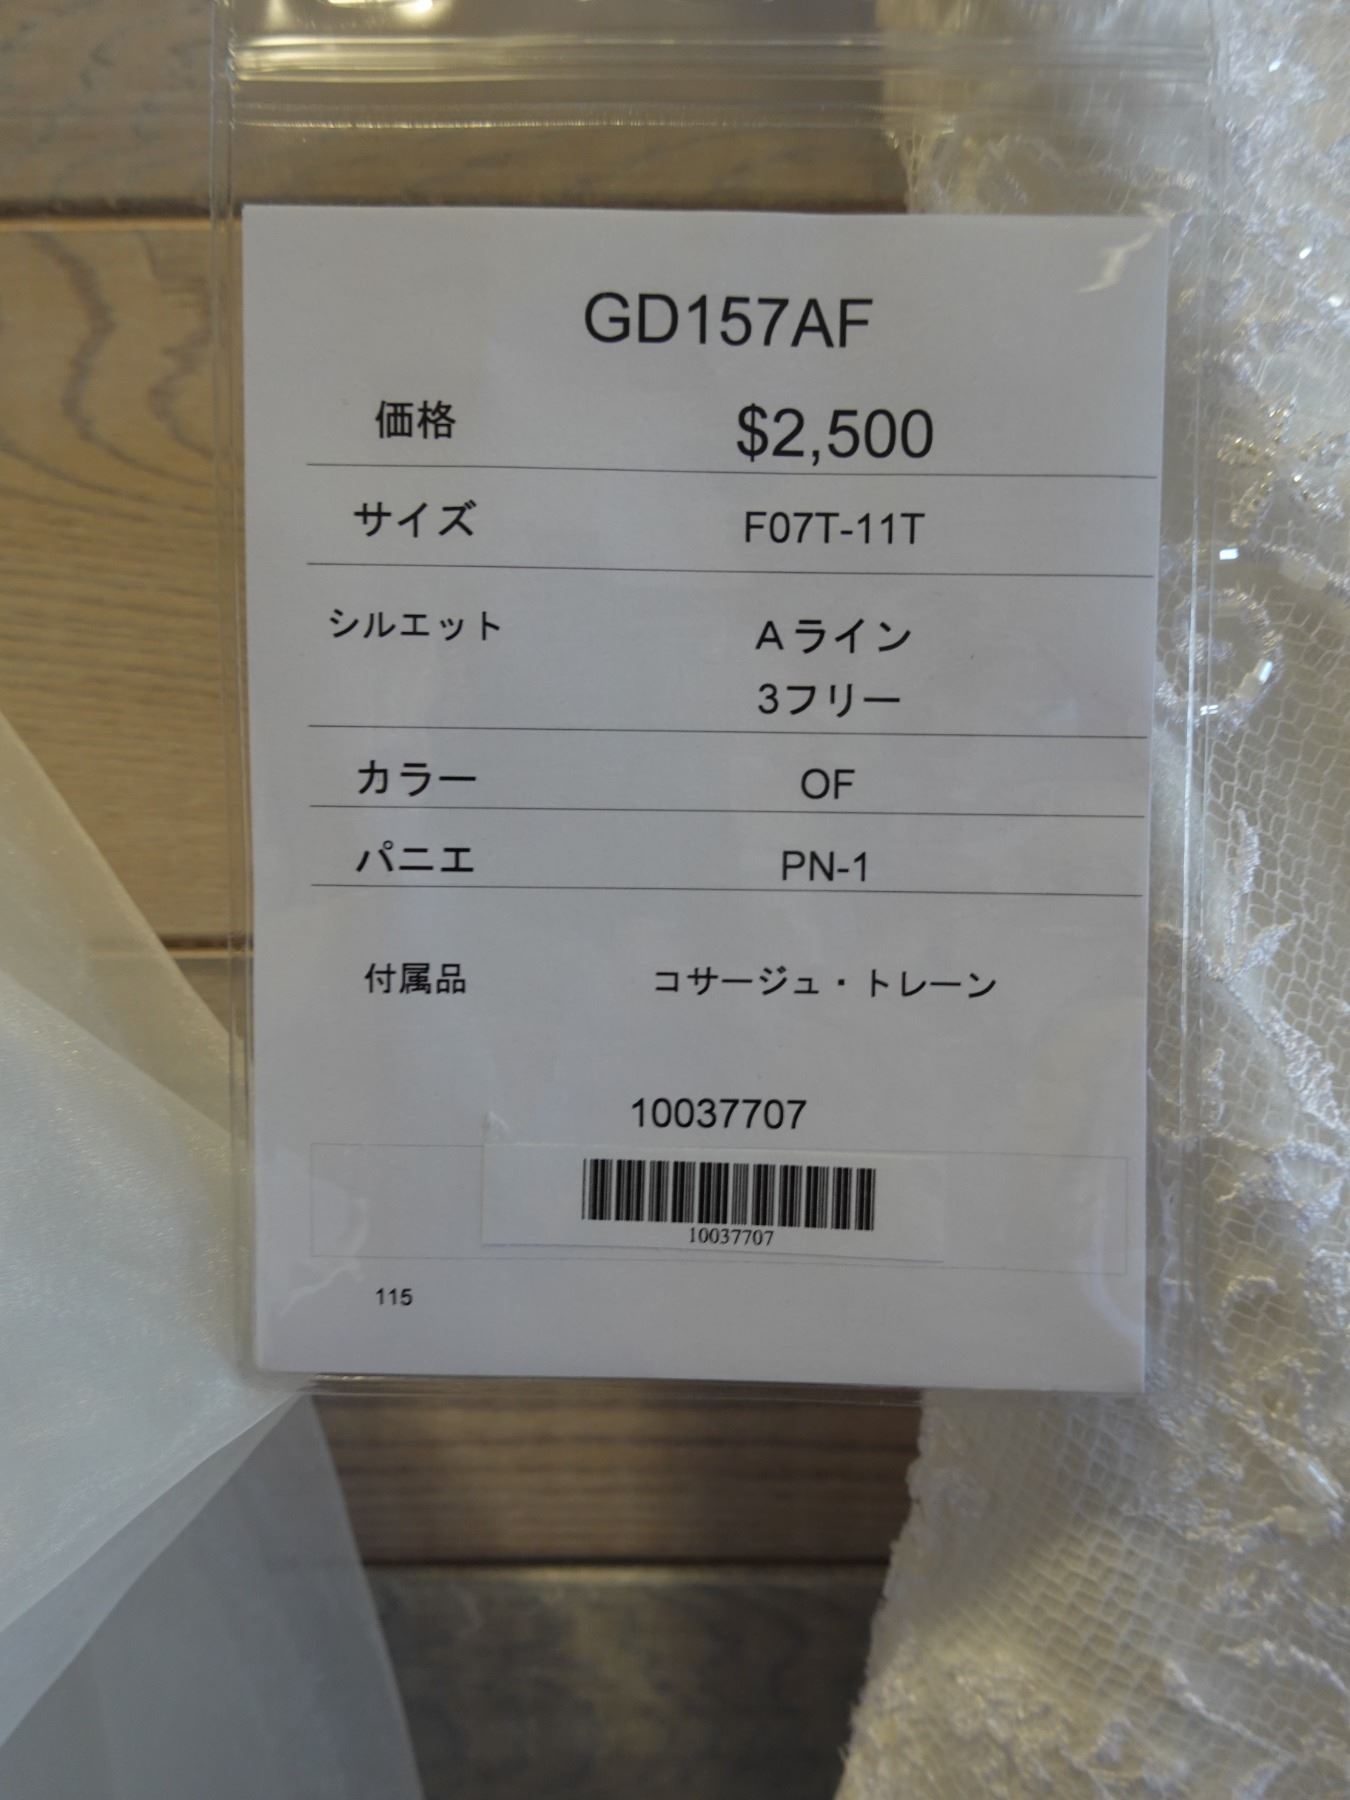 GD157AF
価格 $2,500
サイズ F07T-11T
シルエット Aライン
3フリー
カラー OF
パニエ PN-1
付属品 コサージュ・トレーン
10037707
10037707
115